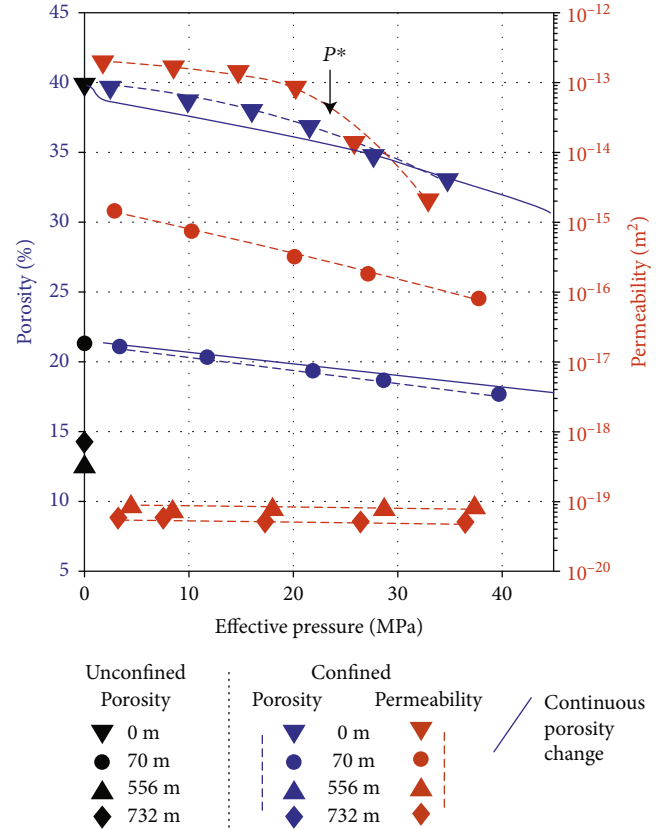 45
40
35
30
25
20
15
10
5
Porosity (%)
P*
10⁻¹²
10⁻¹³
10⁻¹⁴
10⁻¹⁵
10⁻¹⁶
10⁻¹⁷
10⁻¹⁸
10⁻¹⁹
10⁻²⁰
Permeability (m²)
0 10 20 30 40
Effective pressure (MPa)
Unconfined Confined
Porosity Porosity Permeability
0 m 0 m
70 m 70 m
556 m 556 m
732 m 732 m
Continuous
porosity
change